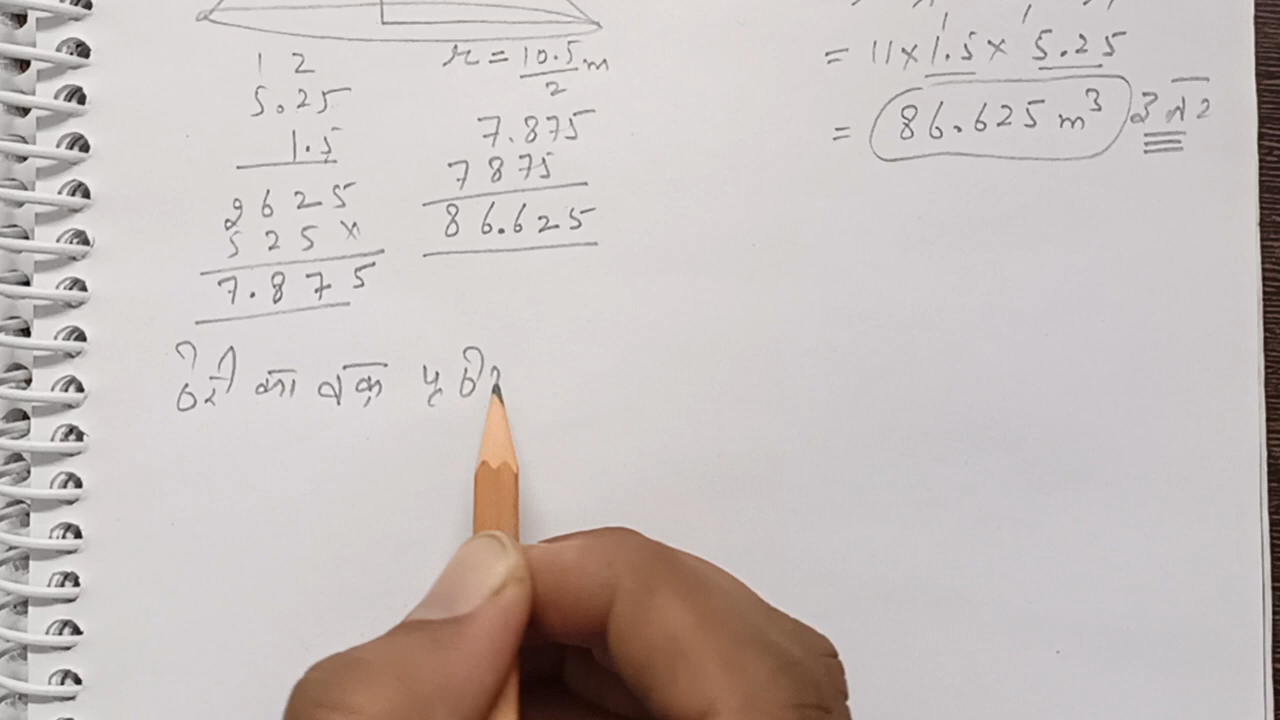 r = 10.5/2 m
1 2
5.25
1.5
2625
525×
7.875
7.875
7875
86.625
= 11 × 1.5 × 5.25
= 86.625 m³ उत्तर
ढेरी का वक्र पृ